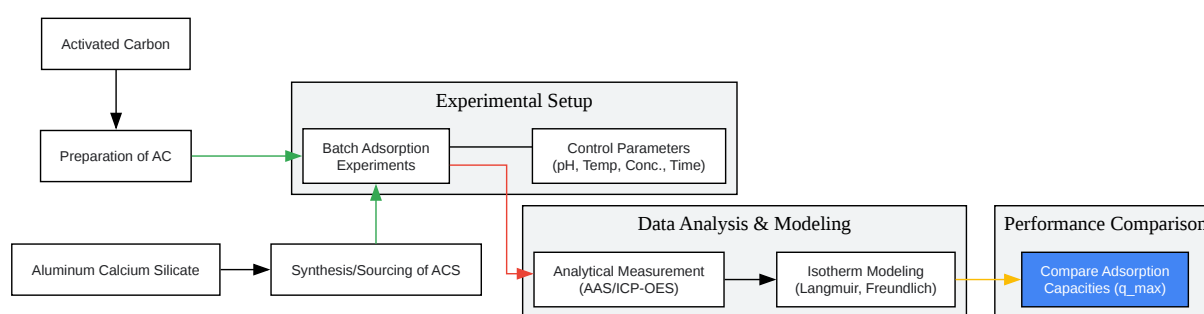 Activated Carbon
Preparation of AC
Experimental Setup
Batch Adsorption
Experiments
Control Parameters
(pH, Temp, Conc., Time)
Aluminum Calcium Silicate
Synthesis/Sourcing of ACS
Data Analysis & Modeling
Analytical Measurement
(AAS/ICP-OES)
Isotherm Modeling
(Langmuir, Freundlich)
Performance Comparison
Compare Adsorption
Capacities (q_max)